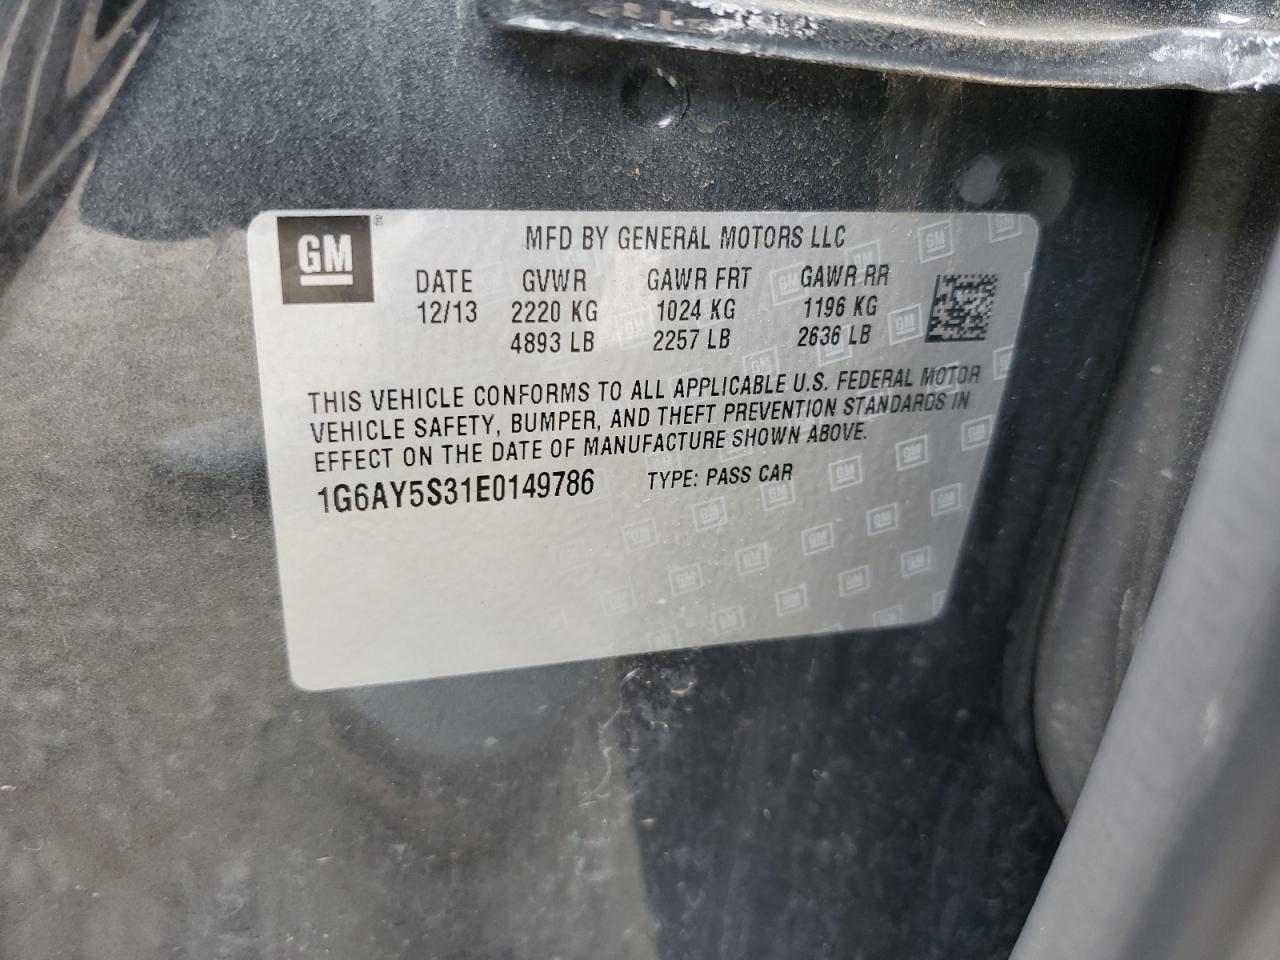 GM
MFD BY GENERAL MOTORS LLC
DATE GVWR GAWR FRT GAWR RR
12/13 2220 KG 1024 KG 1196 KG
4893 LB 2257 LB 2636 LB
THIS VEHICLE CONFORMS TO ALL APPLICABLE U.S. FEDERAL MOTOR
VEHICLE SAFETY, BUMPER, AND THEFT PREVENTION STANDARDS IN
EFFECT ON THE DATE OF MANUFACTURE SHOWN ABOVE.
1G6AY5S31E0149786 TYPE: PASS CAR